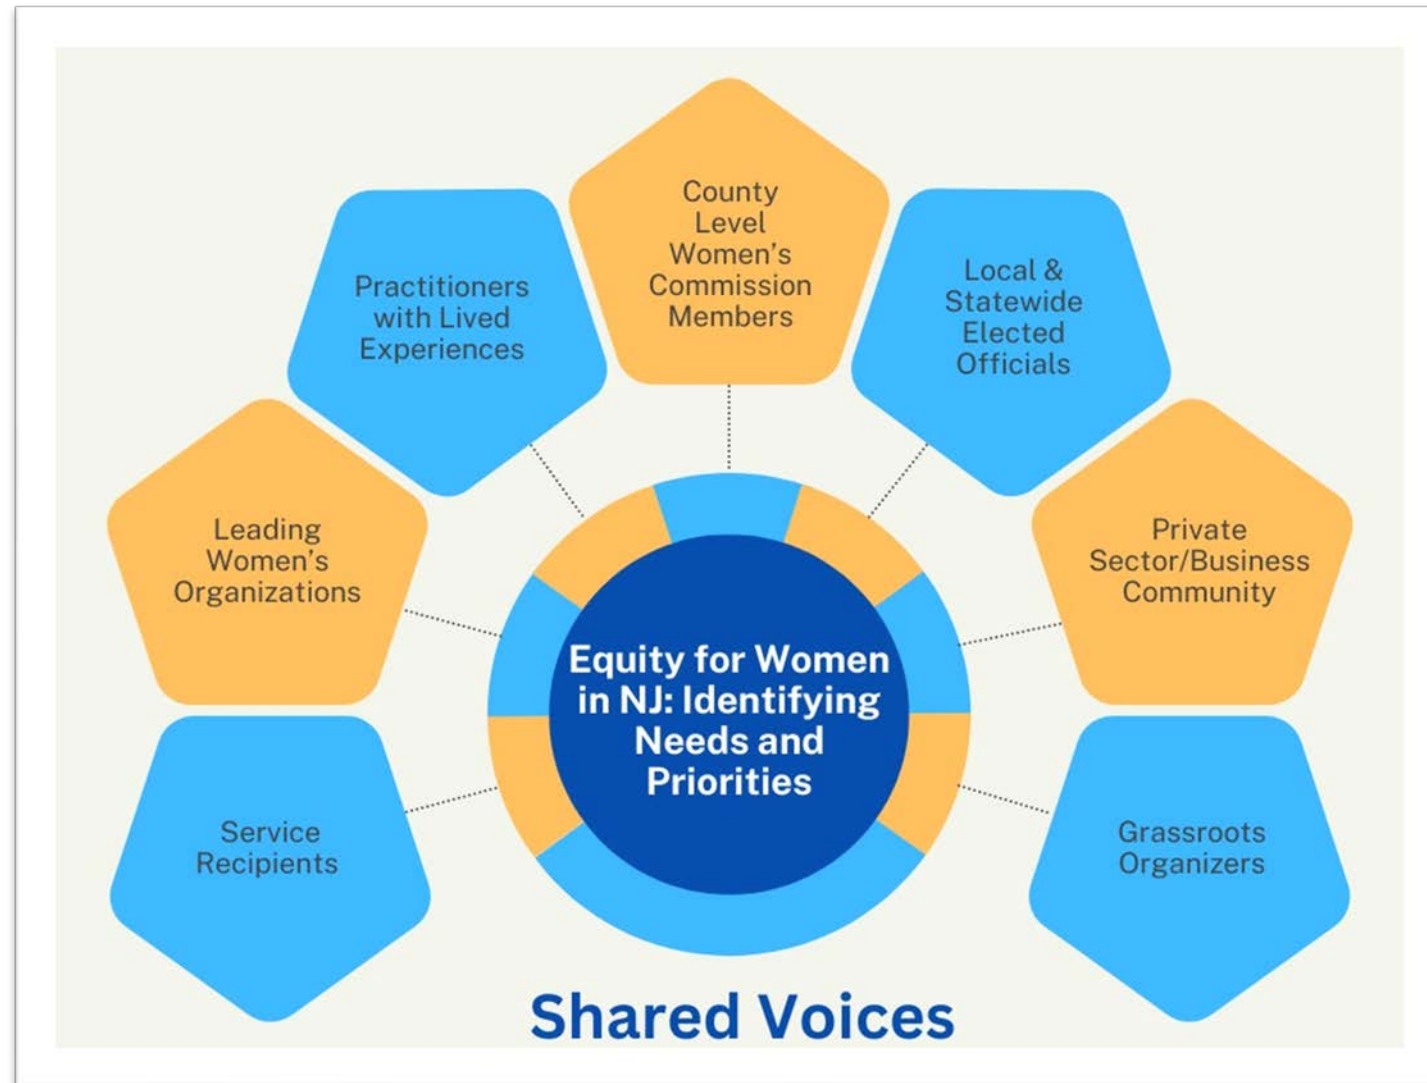 County
Level
Women’s
Commission
Members
Practitioners
with Lived
Experiences
Local &
Statewide
Elected
Officials
Leading
Women’s
Organizations
Private
Sector/Business
Community
Equity for Women
in NJ: Identifying
Needs and
Priorities
Service
Recipients
Grassroots
Organizers
Shared Voices